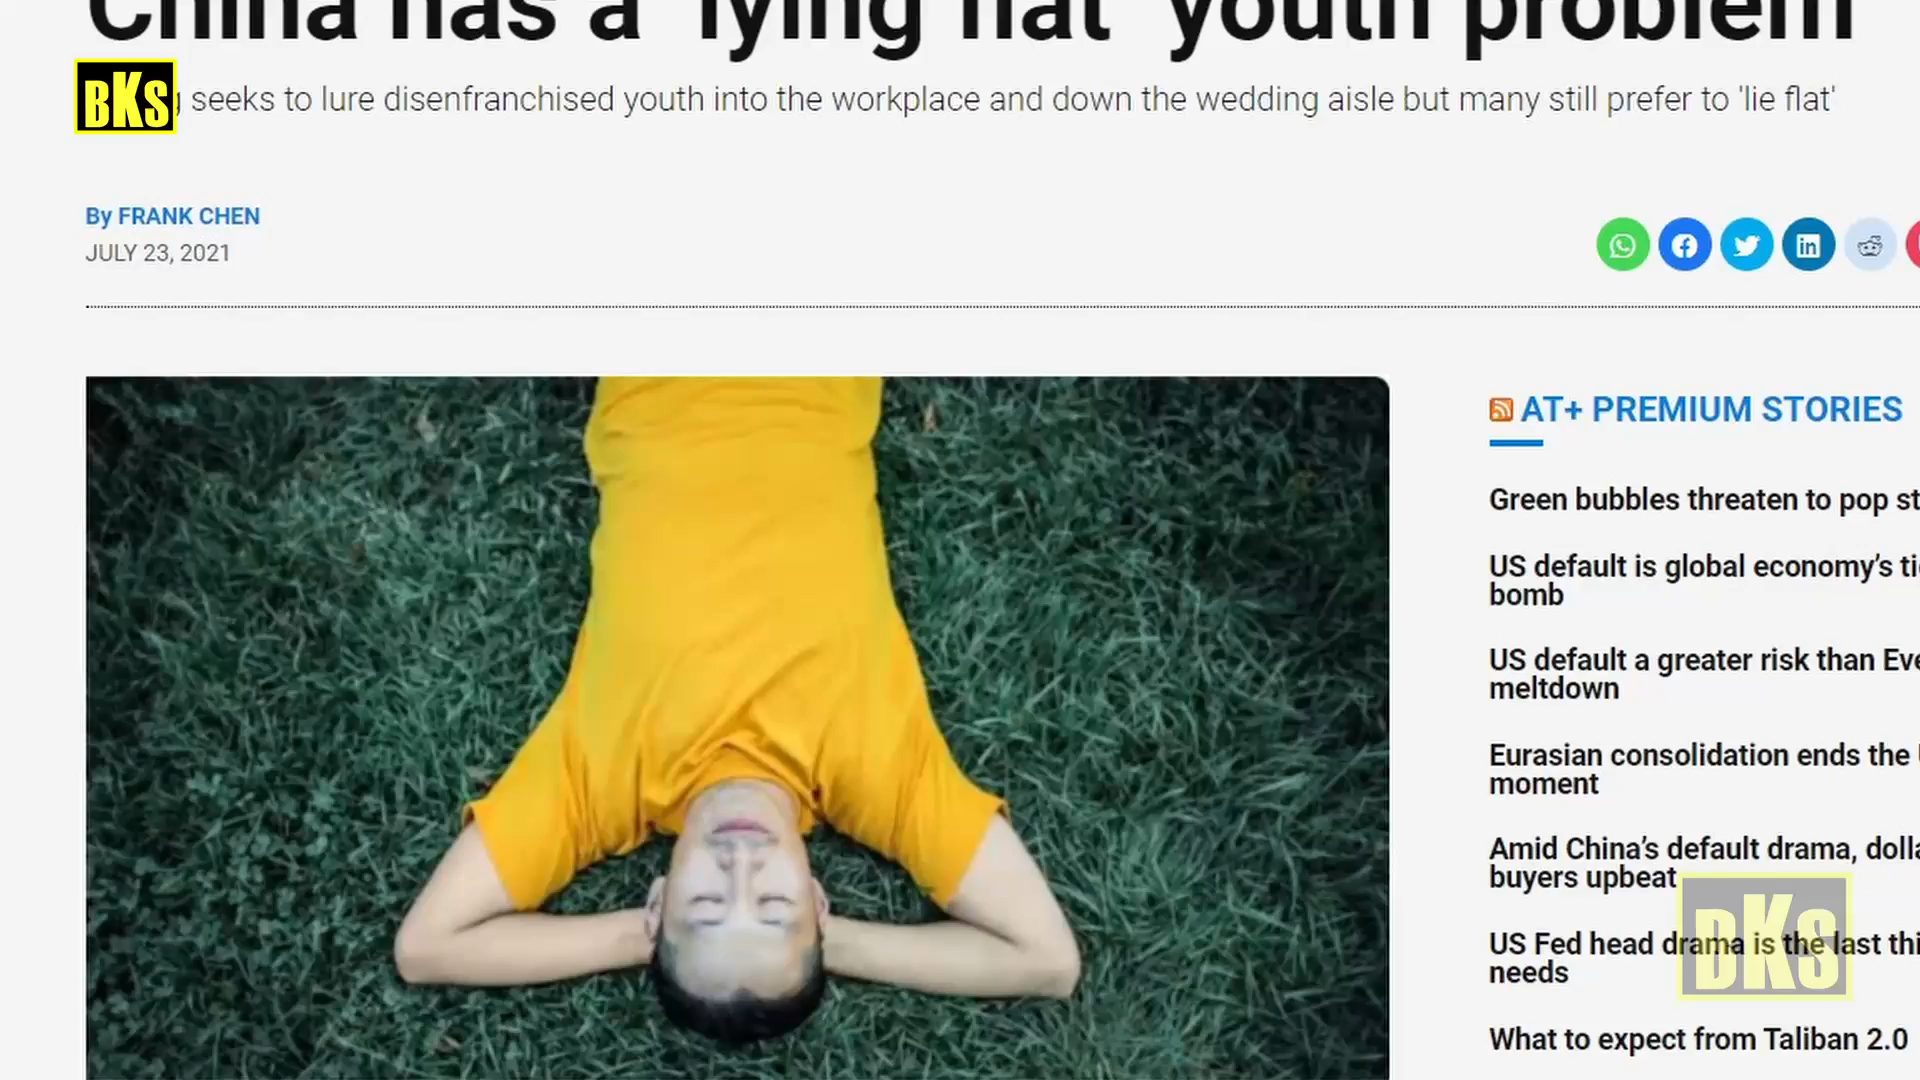 China has a 'lying flat' youth problem
BKS
seeks to lure disenfranchised youth into the workplace and down the wedding aisle but many still prefer to 'lie flat'
By FRANK CHEN
JULY 23, 2021
in
AT+ PREMIUM STORIES
Green bubbles threaten to pop
US default is global economy's
bomb
US default a greater risk than
meltdown
Eurasian consolidation ends the
moment
Amid China's default drama,
buyers upbeat
US Fed head drama is the last
needs
BKS
What to expect from Taliban 2.0